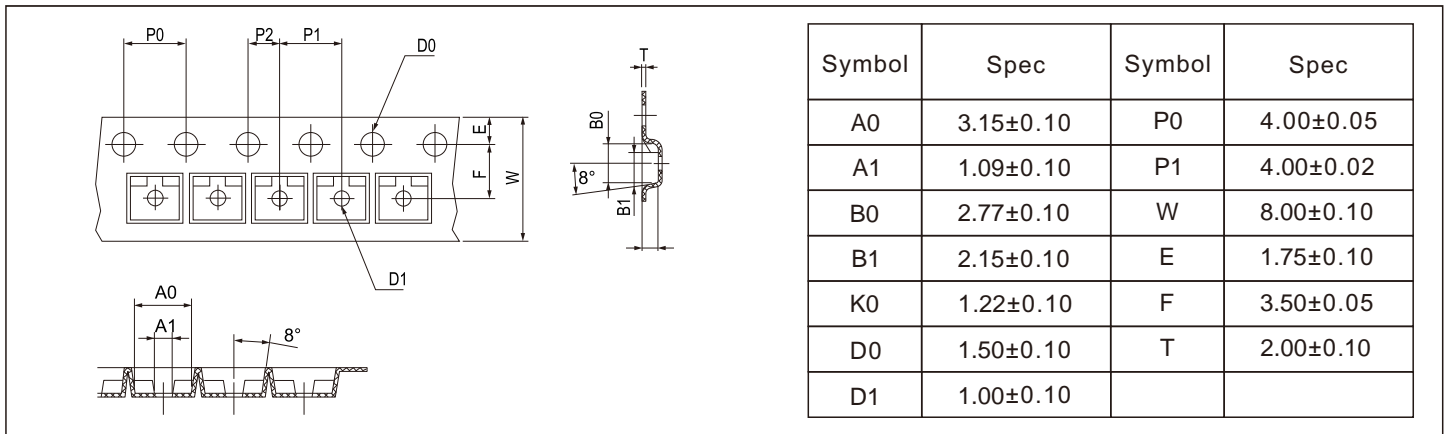 P0 P2 P1 D0
E
F
W
D1
A0
A1
8°
T
B0
8°
B1
Symbol Spec Symbol Spec
A0 3.15±0.10 P0 4.00±0.05
A1 1.09±0.10 P1 4.00±0.02
B0 2.77±0.10 W 8.00±0.10
B1 2.15±0.10 E 1.75±0.10
K0 1.22±0.10 F 3.50±0.05
D0 1.50±0.10 T 2.00±0.10
D1 1.00±0.10